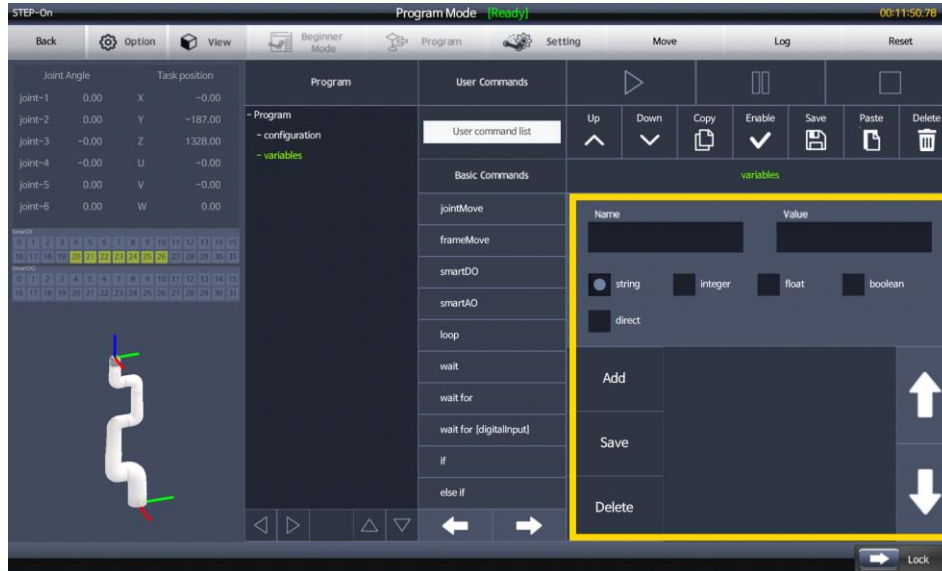 STEP-On Program Mode [Ready] 00:11:50.78
Back Option View Beginner Mode Program Setting Move Log Reset
Joint Angle Task position
joint-1 0.00 X -0.00
joint-2 0.00 Y -187.00
joint-3 -0.00 Z 1328.00
joint-4 -0.00 U -0.00
joint-5 0.00 V -0.00
joint-6 0.00 W 0.00
SmartDI
0 1 2 3 4 5 6 7 8 9 10 11 12 13 14 15
16 17 18 19 20 21 22 23 24 25 26 27 28 29 30 31
SmartDO
0 1 2 3 4 5 6 7 8 9 10 11 12 13 14 15
16 17 18 19 20 21 22 23 24 25 26 27 28 29 30 31
Program
- Program
- configuration
- variables
User Commands
User command list
Basic Commands
jointMove
frameMove
smartDO
smartAO
loop
wait
wait for
wait for [digitalInput]
if
else if
Up Down Copy Enable Save Paste Delete
variables
Name Value
string integer float boolean
direct
Add
Save
Delete
Lock